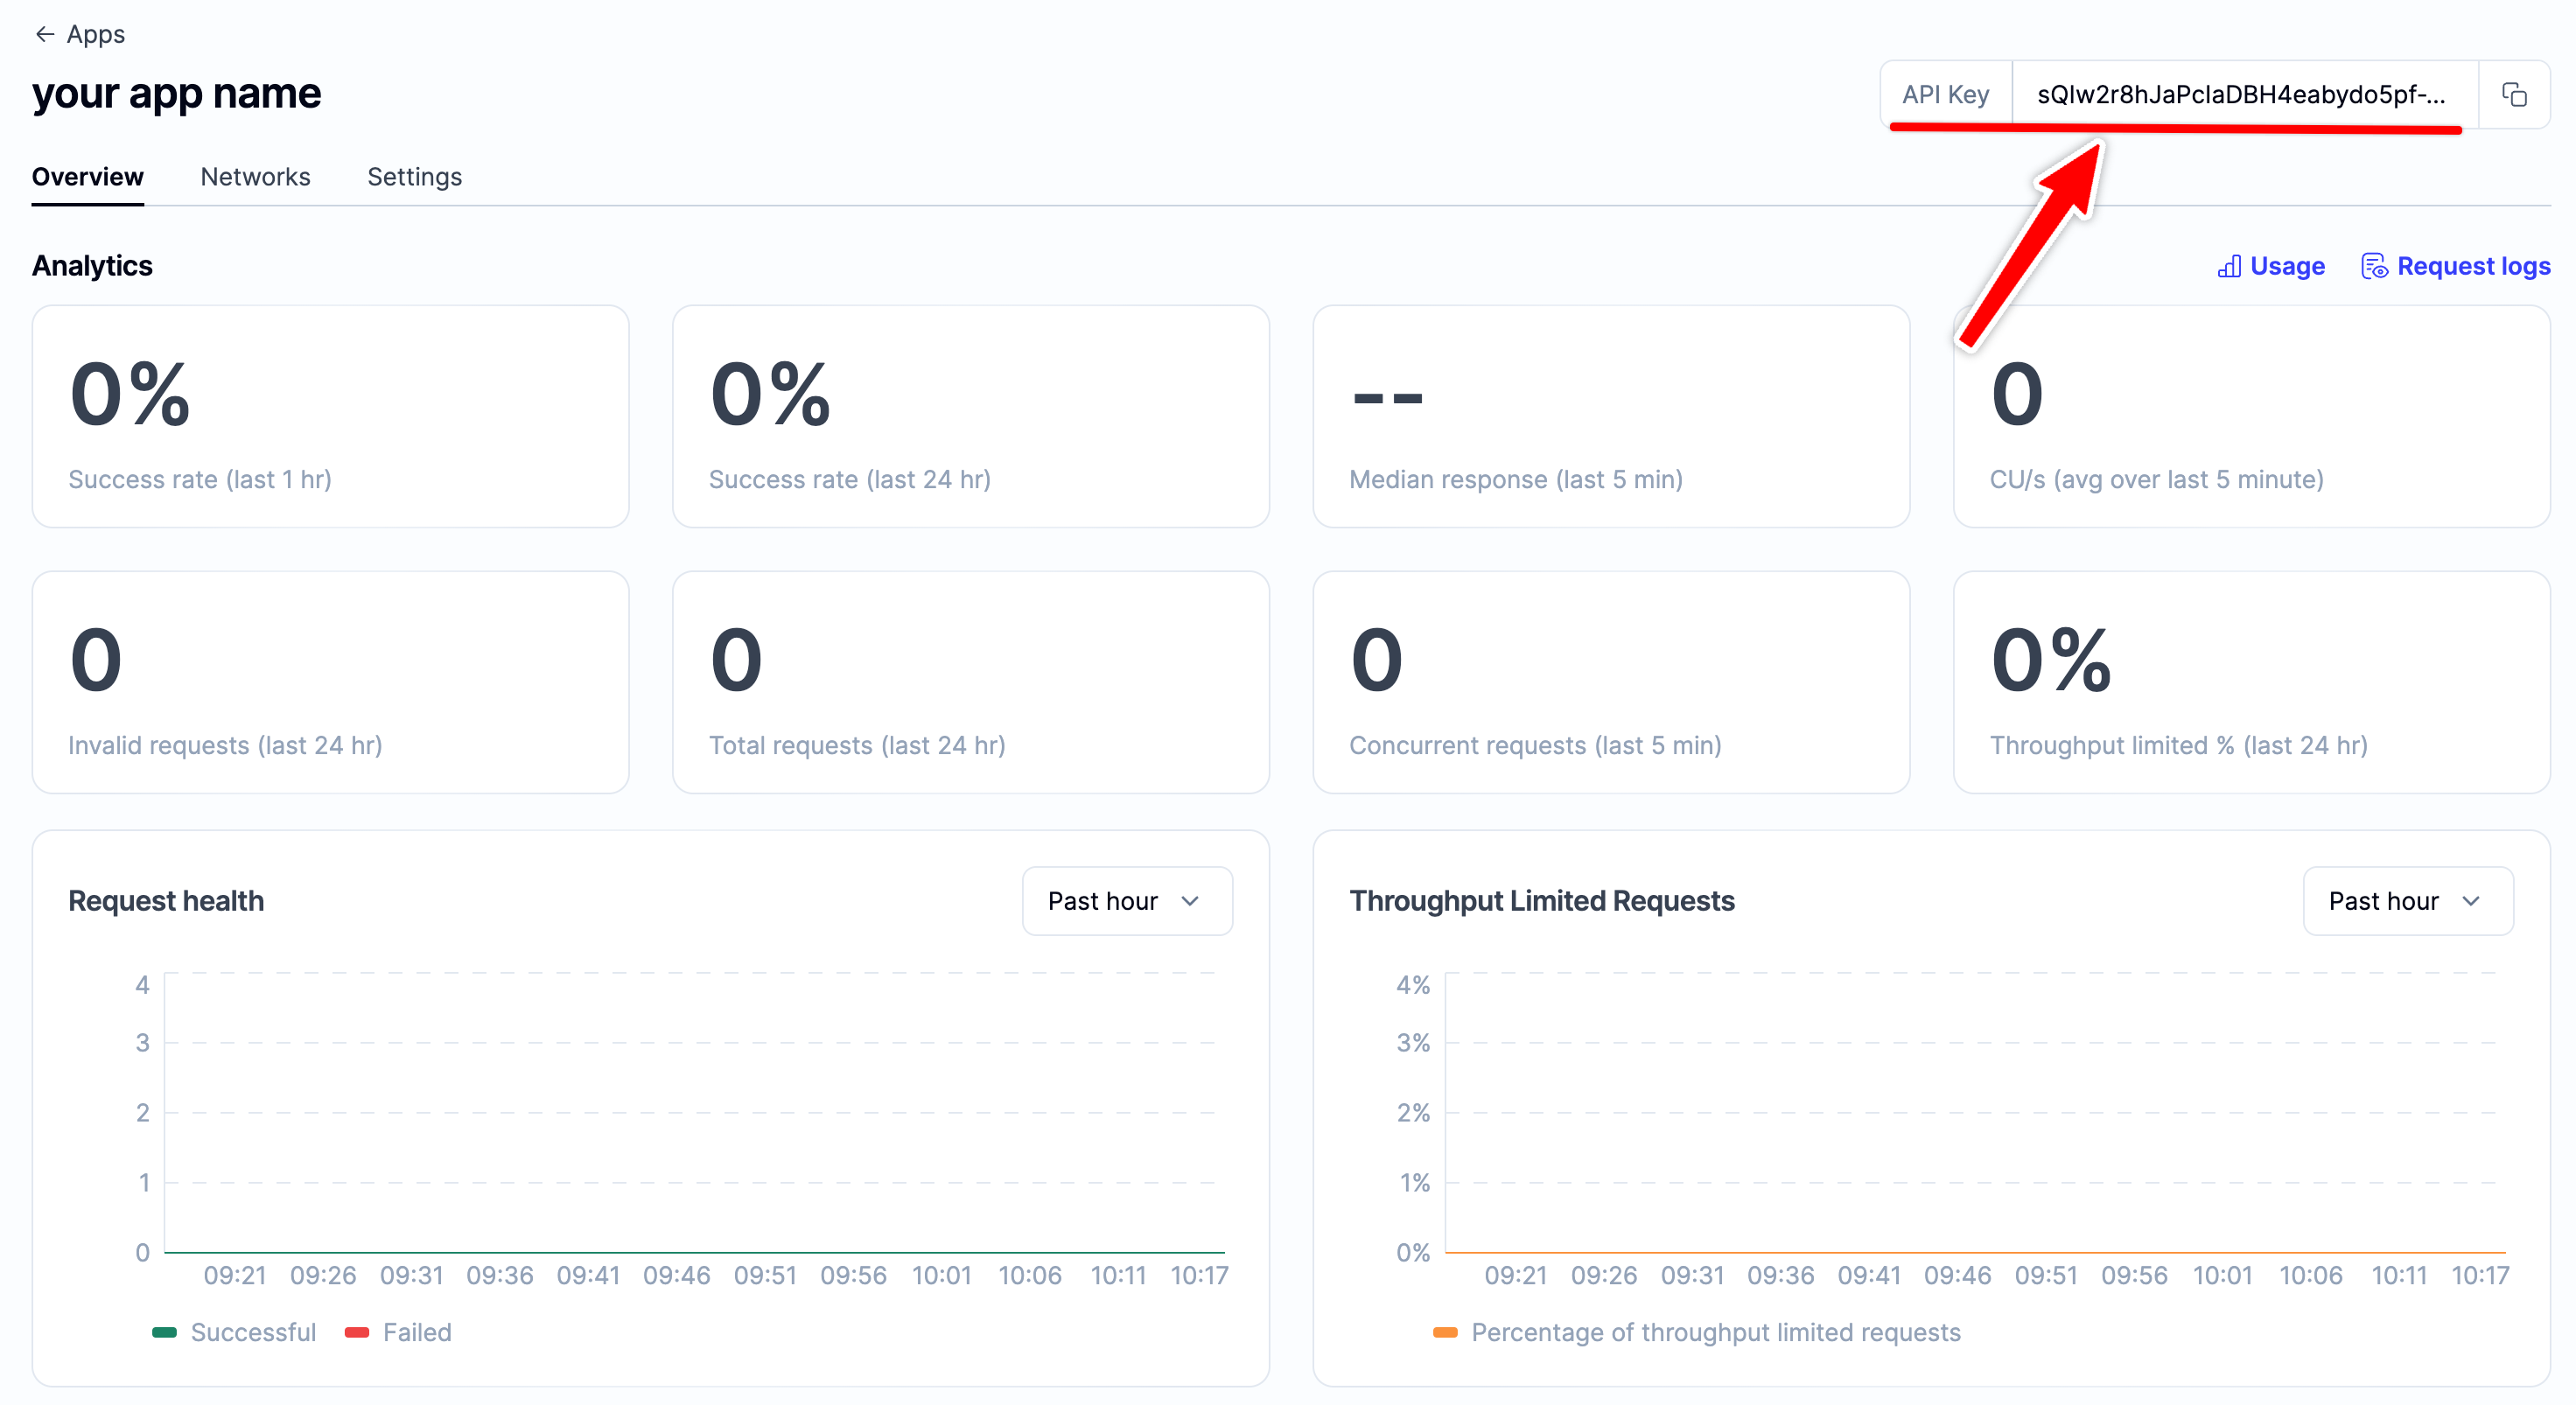 Apps
your app name
API Key
sQIw2r8hJaPclaDBH4eabydo5pf-...
Overview
Networks
Settings
Analytics
Usage
Request logs
0%
Success rate (last 1 hr)
0%
Success rate (last 24 hr)
--
Median response (last 5 min)
0
CU/s (avg over last 5 minute)
0
Invalid requests (last 24 hr)
0
Total requests (last 24 hr)
0
Concurrent requests (last 5 min)
0%
Throughput limited % (last 24 hr)
Request health
Past hour
4
3
2
1
0
09:21 09:26 09:31 09:36 09:41 09:46 09:51 09:56 10:01 10:06 10:11 10:17
Successful
Failed
Throughput Limited Requests
Past hour
4%
3%
2%
1%
0%
09:21 09:26 09:31 09:36 09:41 09:46 09:51 09:56 10:01 10:06 10:11 10:17
Percentage of throughput limited requests